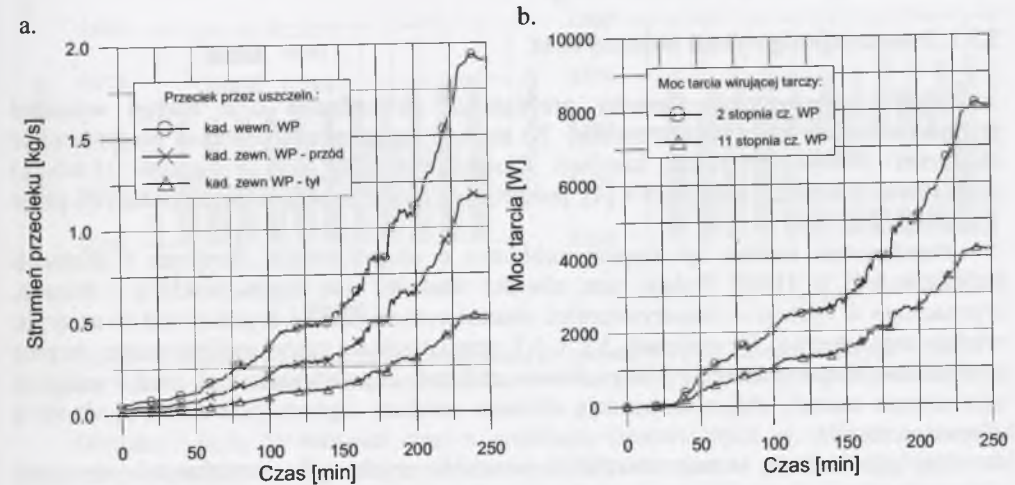 a.
Strumień przecieku [kg/s]
2.0
1.5
1.0
0.5
0.0
Przeciek przez uszczeln.:
kad. wewn. WP
kad. zewn. WP - przód
kad. zewn WP - tył
0 50 100 150 200 250
Czas [min]
b.
Moc tarcia [W]
10000
8000
6000
4000
2000
0
Moc tarcia wirującej tarczy:
2 stopnia cz. WP
11 stopnia cz. WP
0 50 100 150 200 250
Czas [min]